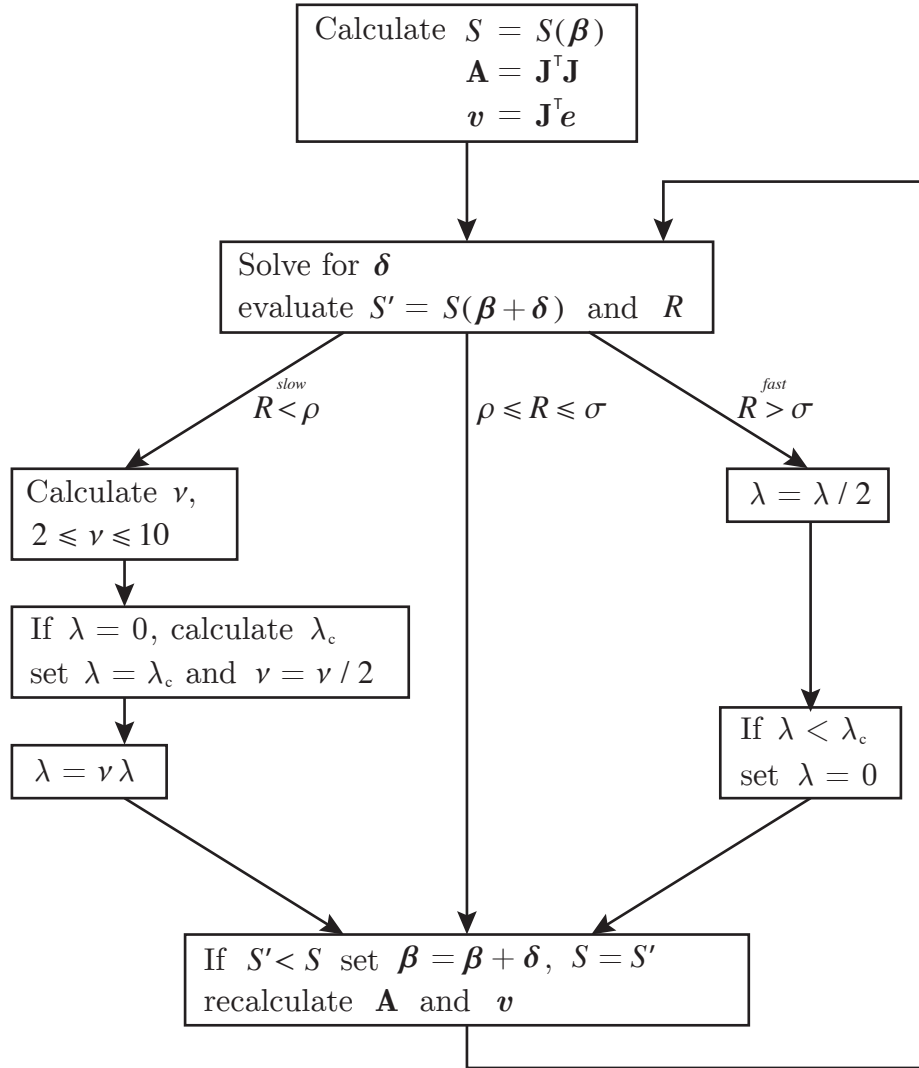 Calculate S = S(β)
A = JᵀJ
v = Jᵀe
Solve for δ
evaluate S′ = S(β + δ) and R
slow
R < ρ
ρ ⩽ R ⩽ σ
fast
R > σ
Calculate ν,
2 ⩽ ν ⩽ 10
λ = λ / 2
If λ = 0, calculate λc
set λ = λc and ν = ν / 2
If λ < λc
set λ = 0
λ = ν λ
If S′< S set β = β + δ, S = S′
recalculate A and v